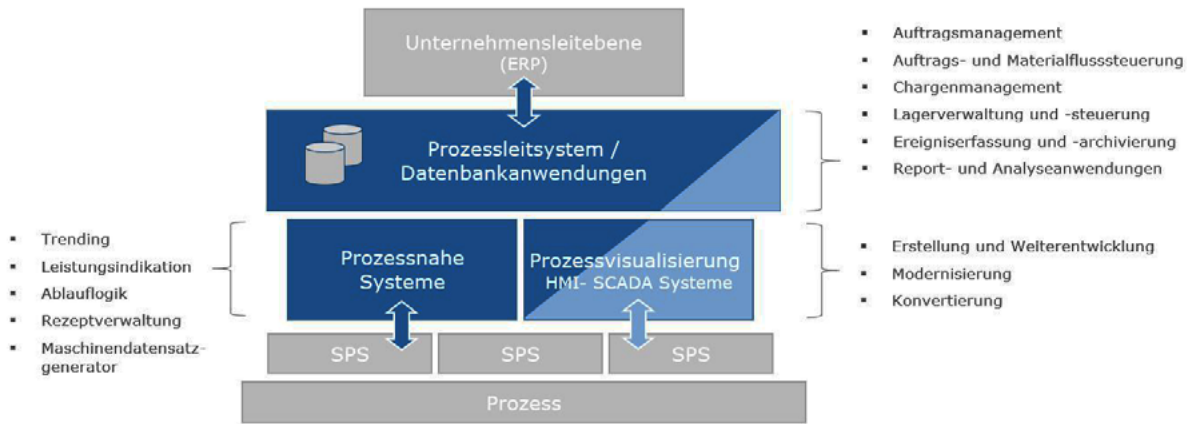 Unternehmensleitebene
(ERP)
Prozessleitsystem /
Datenbankanwendungen
▪ Auftragsmanagement
▪ Auftrags- und Materialflusssteuerung
▪ Chargenmanagement
▪ Lagerverwaltung und -steuerung
▪ Ereigniserfassung und -archivierung
▪ Report- und Analyseanwendungen
▪ Trending
▪ Leistungsindikation
▪ Ablauflogik
▪ Rezeptverwaltung
▪ Maschinendatensatz-
generator
Prozessnahe
Systeme
Prozessvisualisierung
HMI- SCADA Systeme
▪ Erstellung und Weiterentwicklung
▪ Modernisierung
▪ Konvertierung
SPS
SPS
SPS
Prozess